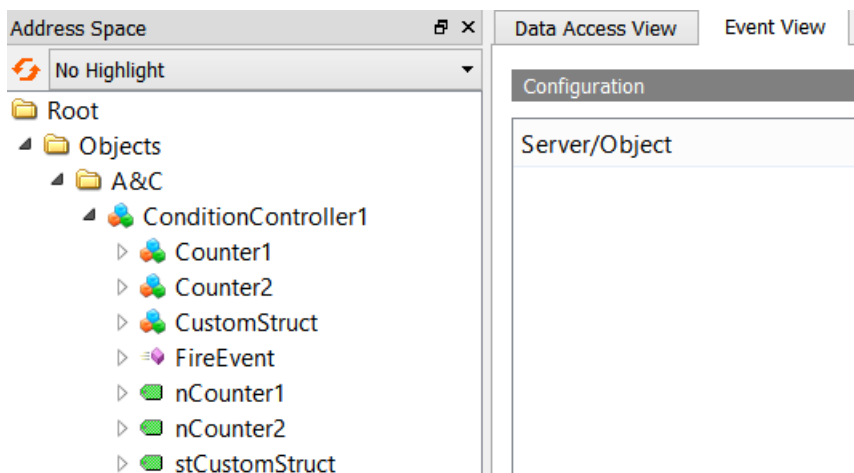 Address Space
No Highlight
Root
Objects
A&C
ConditionController1
Counter1
Counter2
CustomStruct
FireEvent
nCounter1
nCounter2
stCustomStruct
Data Access View
Event View
Configuration
Server/Object